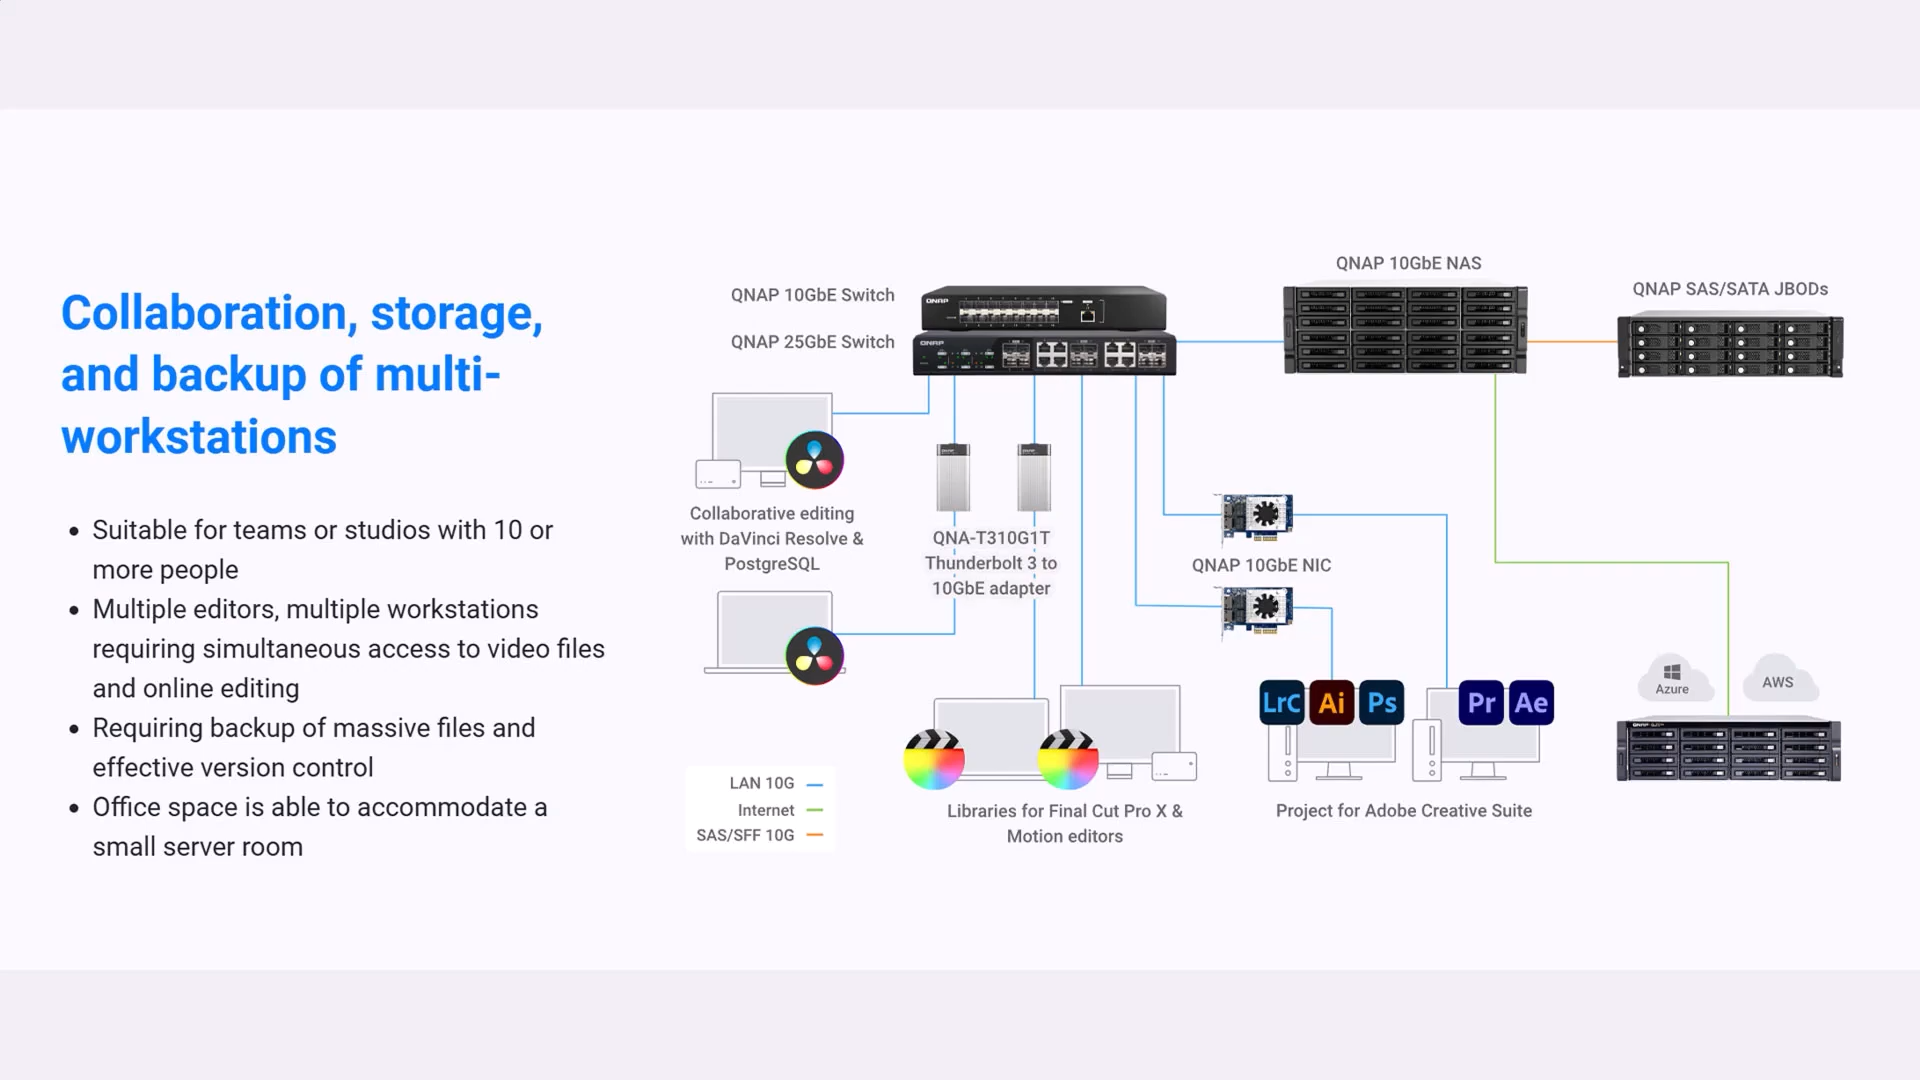 Collaboration, storage,
and backup of multi-
workstations
• Suitable for teams or studios with 10 or
more people
• Multiple editors, multiple workstations
requiring simultaneous access to video files
and online editing
• Requiring backup of massive files and
effective version control
• Office space is able to accommodate a
small server room
QNAP 10GbE Switch
QNAP 25GbE Switch
QNAP
QNAP
QNAP 10GbE NAS
QNAP SAS/SATA JBODs
Collaborative editing
with DaVinci Resolve &
PostgreSQL
QNA-T310G1T
Thunderbolt 3 to
10GbE adapter
QNAP 10GbE NIC
LAN 10G
Internet
SAS/SFF 10G
Libraries for Final Cut Pro X &
Motion editors
LrC Ai Ps
Pr Ae
Project for Adobe Creative Suite
Azure
AWS
QNAP